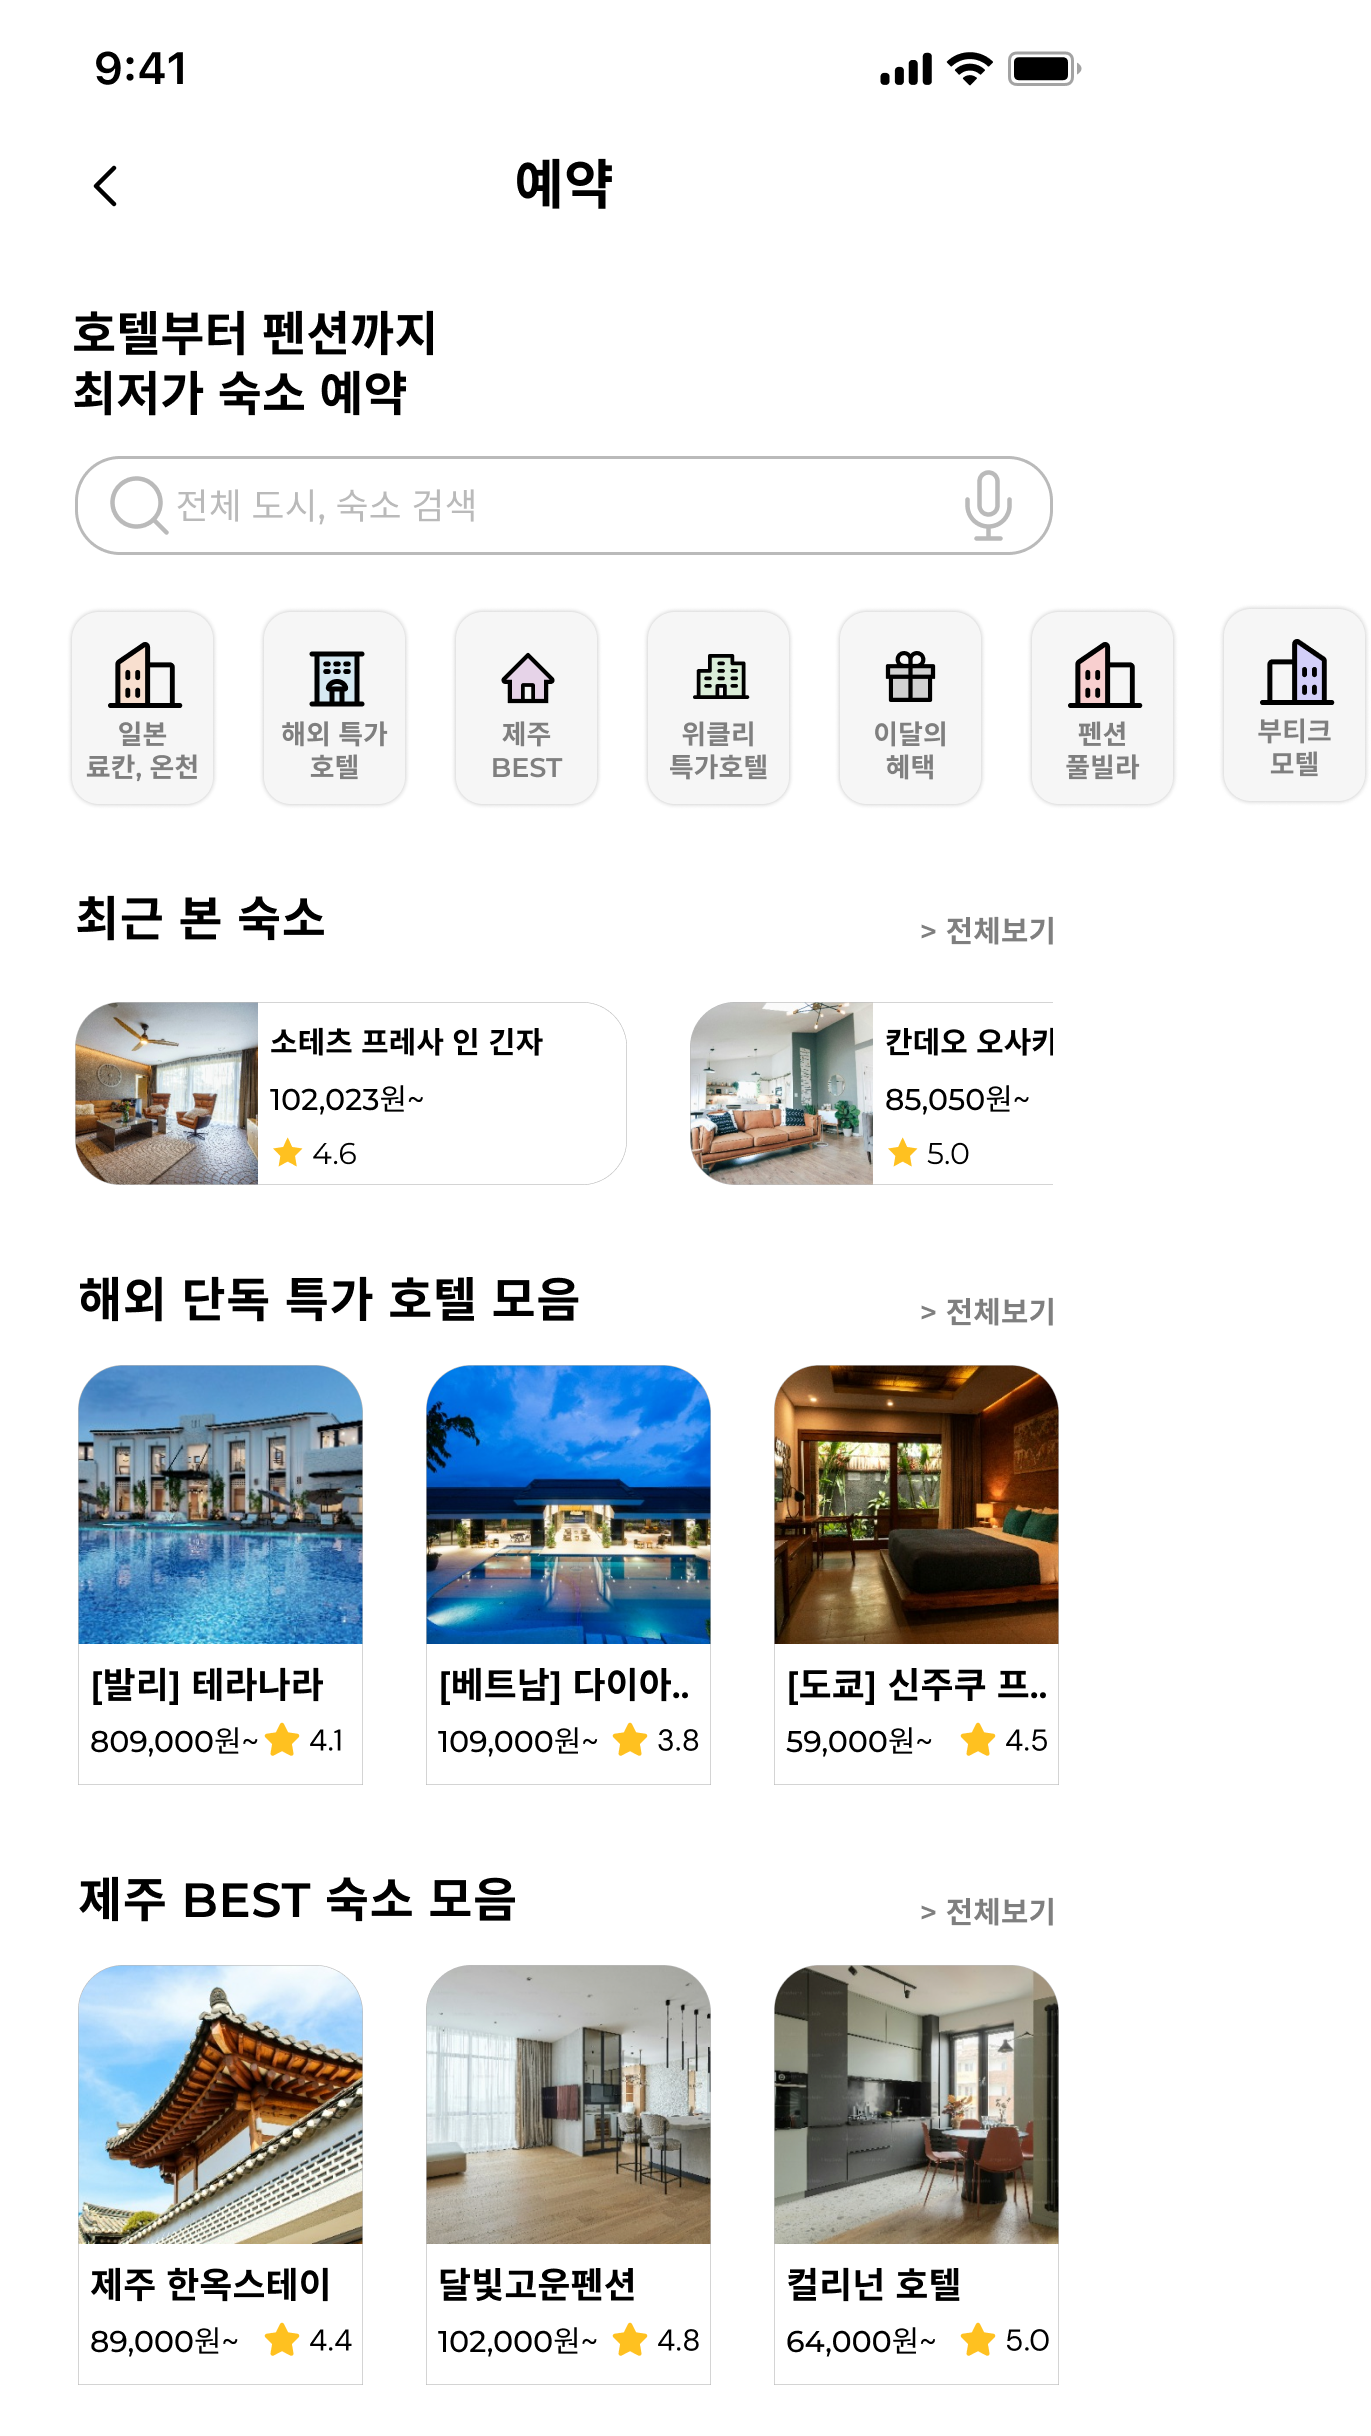 9:41
예약
호텔부터 펜션까지
최저가 숙소 예약
전체 도시, 숙소 검색
일본
료칸, 온천
해외 특가
호텔
제주
BEST
위클리
특가호텔
이달의
혜택
펜션
풀빌라
부티크
모텔
최근 본 숙소
> 전체보기
소테츠 프레사 인 긴자
102,023원~
4.6
칸데오 오사카
85,050원~
5.0
해외 단독 특가 호텔 모음
> 전체보기
[발리] 테라나라
809,000원~ 4.1
[베트남] 다이아..
109,000원~ 3.8
[도쿄] 신주쿠 프..
59,000원~ 4.5
제주 BEST 숙소 모음
> 전체보기
제주 한옥스테이
89,000원~ 4.4
달빛고운펜션
102,000원~ 4.8
컬리넌 호텔
64,000원~ 5.0